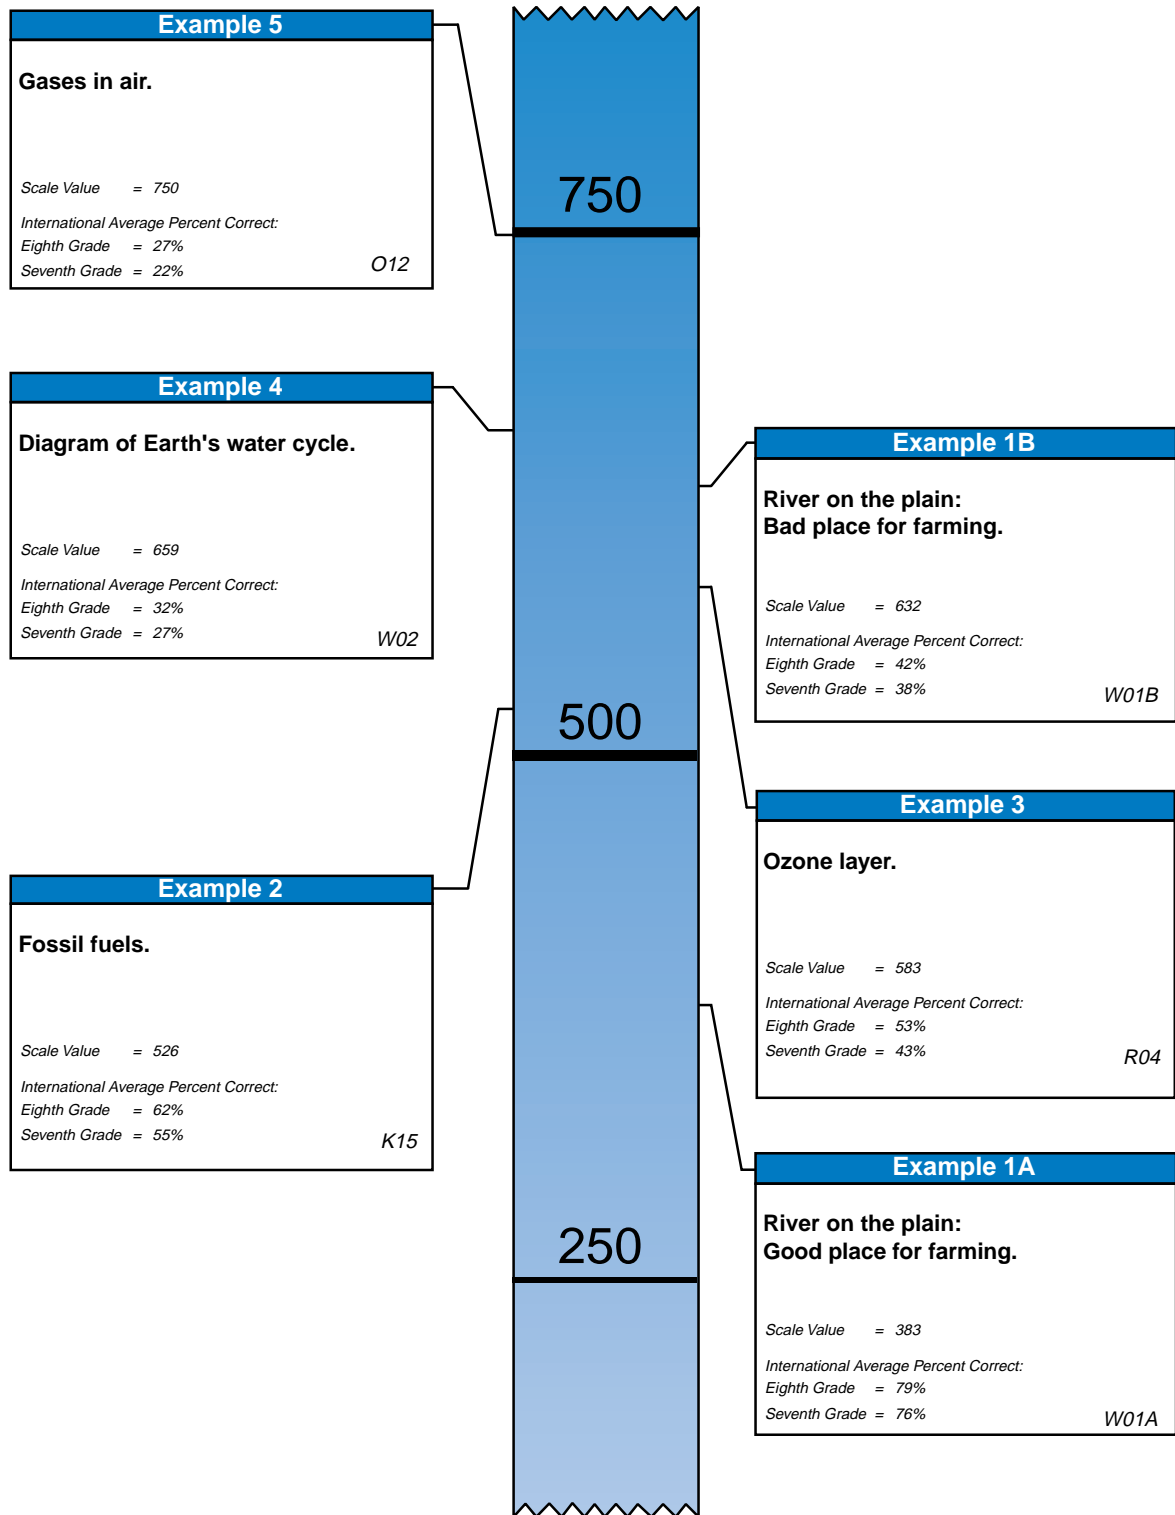 Example 5
Gases in air.
Scale Value = 750
International Average Percent Correct:
Eighth Grade = 27%
Seventh Grade = 22%
O12
Example 4
Diagram of Earth's water cycle.
Scale Value = 659
International Average Percent Correct:
Eighth Grade = 32%
Seventh Grade = 27%
W02
Example 2
Fossil fuels.
Scale Value = 526
International Average Percent Correct:
Eighth Grade = 62%
Seventh Grade = 55%
K15
750
500
250
Example 1B
River on the plain:
Bad place for farming.
Scale Value = 632
International Average Percent Correct:
Eighth Grade = 42%
Seventh Grade = 38%
W01B
Example 3
Ozone layer.
Scale Value = 583
International Average Percent Correct:
Eighth Grade = 53%
Seventh Grade = 43%
R04
Example 1A
River on the plain:
Good place for farming.
Scale Value = 383
International Average Percent Correct:
Eighth Grade = 79%
Seventh Grade = 76%
W01A